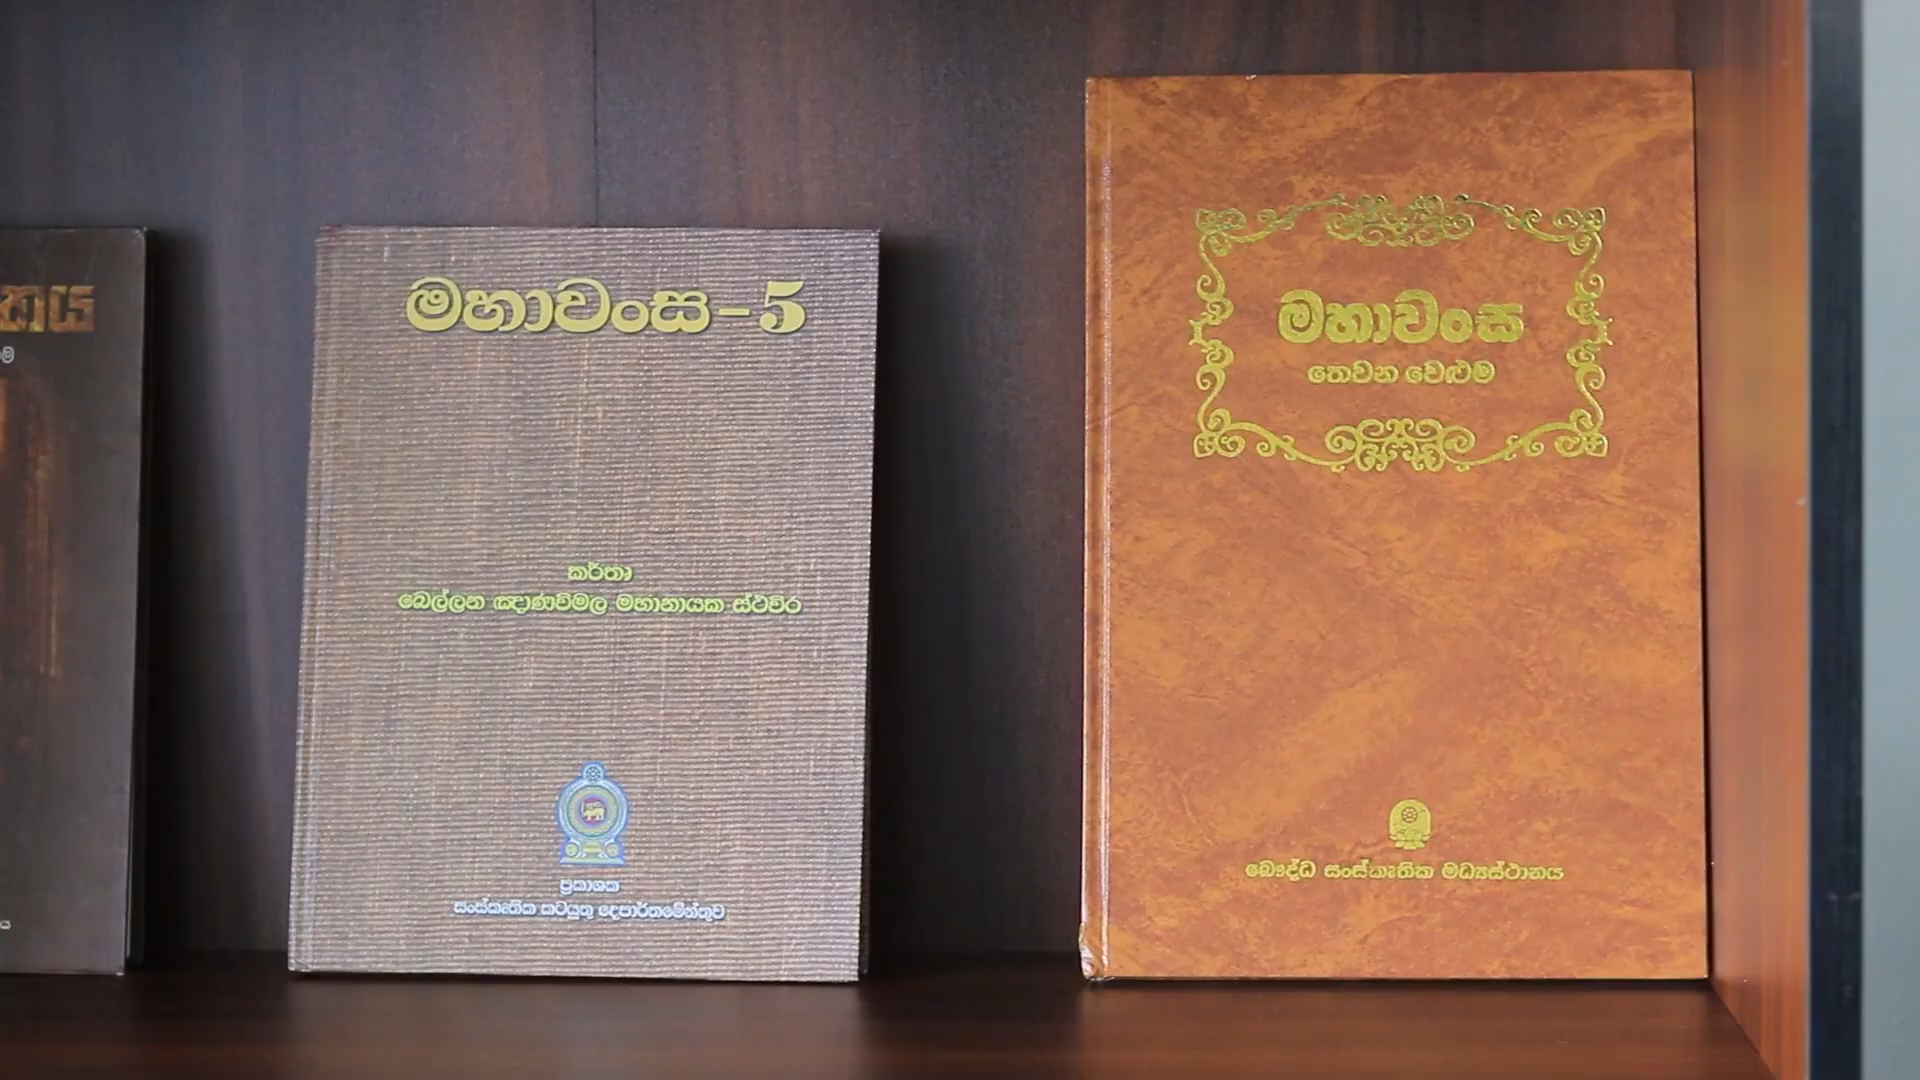 මහාවංස-5
කර්තෘ
බෙල්ලන ඤාණවිමල මහානායක ස්ථවිර
ප්‍රකාශක
සංස්කෘතික කටයුතු දෙපාර්තමේන්තුව
මහාවංස
තෙවන වෙළුම
බෞද්ධ සංස්කෘතික මධ්‍යස්ථානය